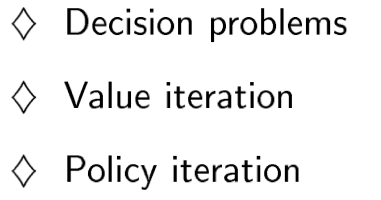 ◇ Decision problems
◇ Value iteration
◇ Policy iteration